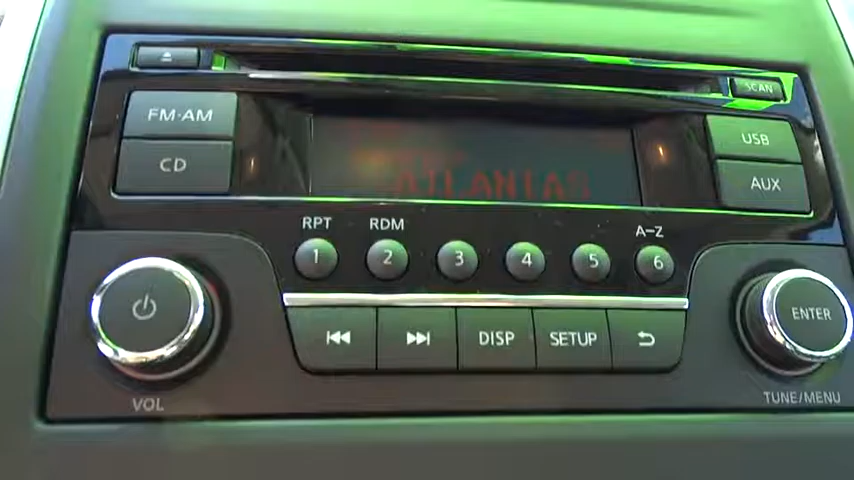 SCAN
FM·AM
USB
CD
AUX
RPT RDM A–Z
1 2 3 4 5 6
ENTER
DISP SETUP
VOL
TUNE/MENU